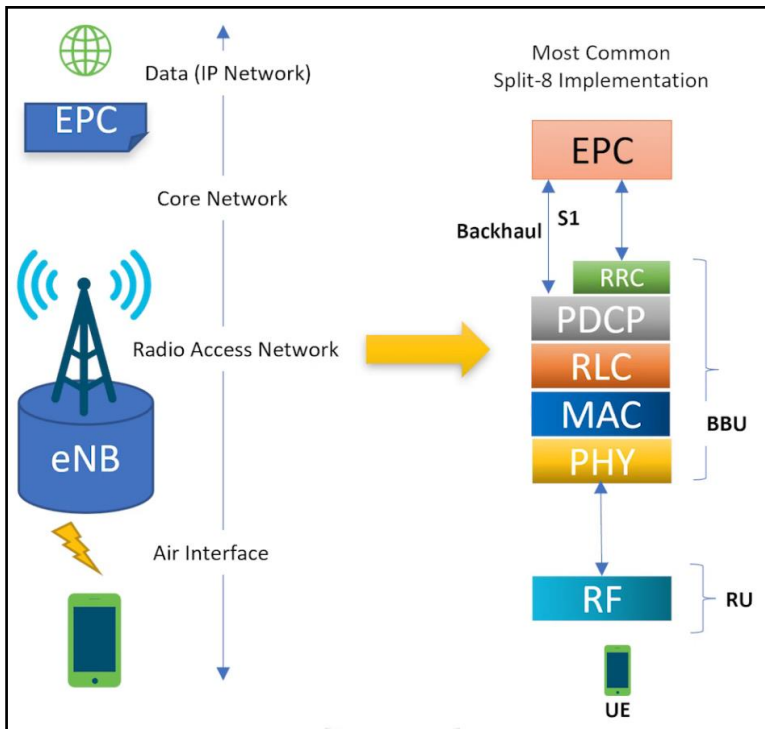 Data (IP Network)
EPC
Core Network
Radio Access Network
eNB
Air Interface
Most Common
Split-8 Implementation
EPC
S1
Backhaul
RRC
PDCP
RLC
MAC
BBU
PHY
RF
RU
UE